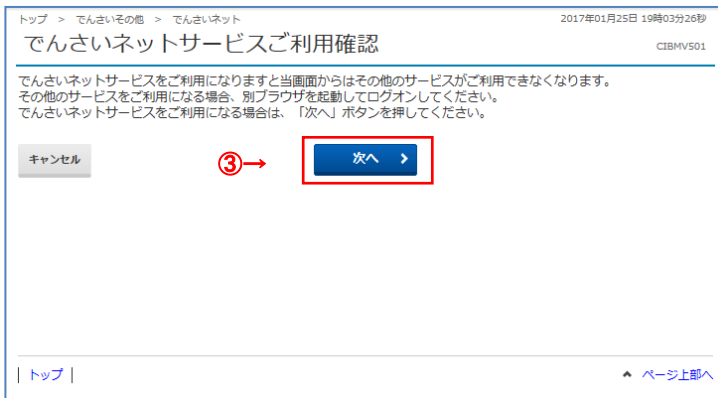 トップ > でんさいその他 > でんさいネット
2017年01月25日 19時03分26秒
でんさいネットサービスご利用確認
CIBMV501
でんさいネットサービスをご利用になりますと当画面からはその他のサービスがご利用できなくなります。
その他のサービスをご利用になる場合、別ブラウザを起動してログオンしてください。
でんさいネットサービスをご利用になる場合は、「次へ」ボタンを押してください。
キャンセル
③→
次へ >
| トップ |
ページ上部へ